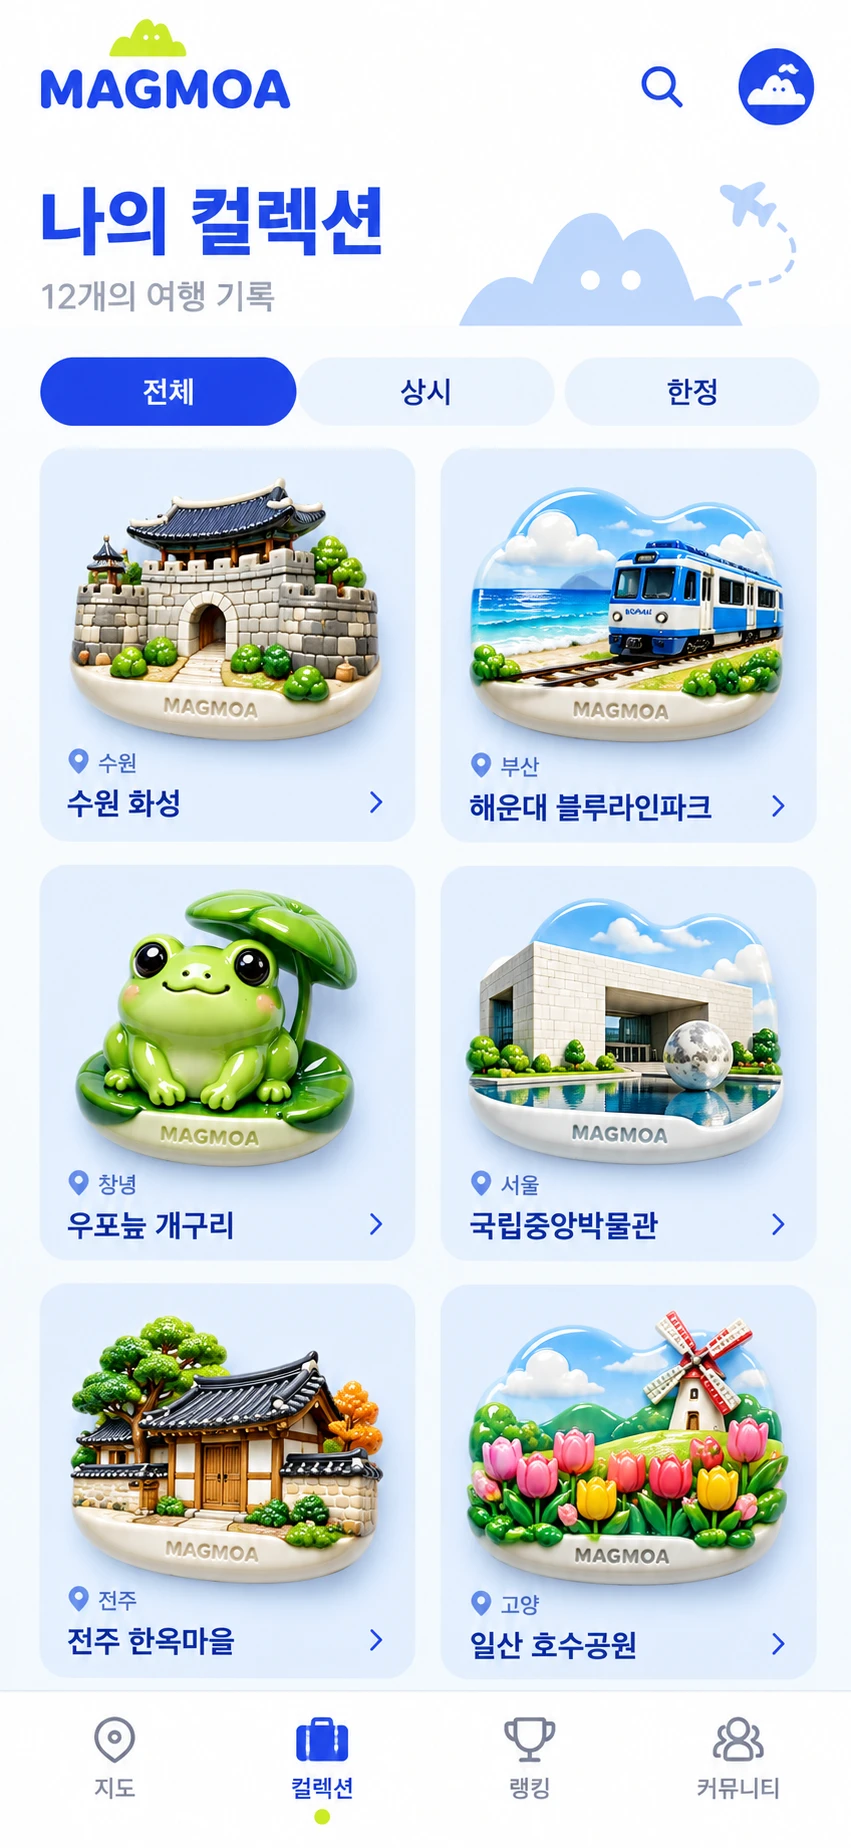 MAGMOA
나의 컬렉션
12개의 여행 기록
전체
상시
한정
MAGMOA
MAGMOA
수원
수원 화성
부산
해운대 블루라인파크
MAGMOA
MAGMOA
창녕
우포늪 개구리
서울
국립중앙박물관
MAGMOA
MAGMOA
전주
전주 한옥마을
고양
일산 호수공원
지도
컬렉션
랭킹
커뮤니티